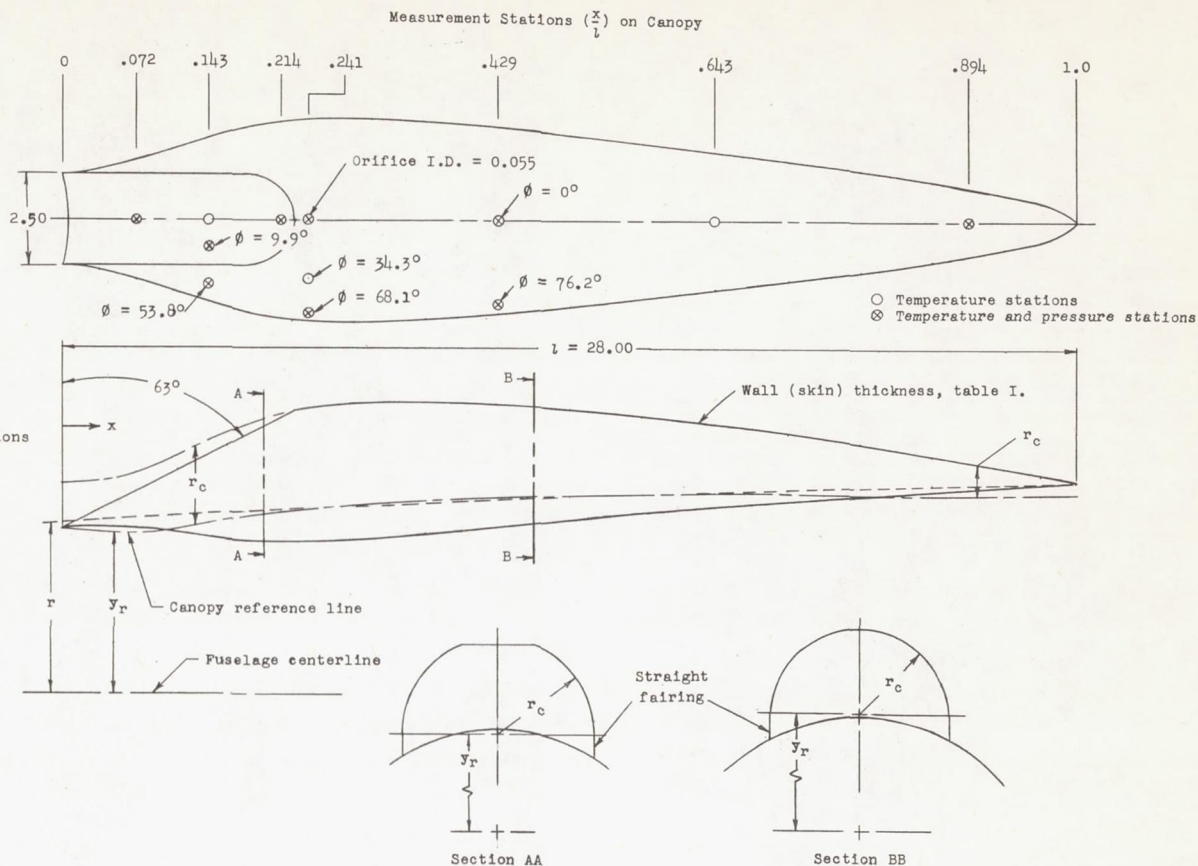 Measurement Stations (x/l) on Canopy
0 .072 .143 .214 .241 .429 .643 .894 1.0
Orifice I.D. = 0.055
ϕ = 0°
2.50
ϕ = 9.9°
ϕ = 34.3°
ϕ = 53.8°
ϕ = 68.1°
ϕ = 76.2°
○ Temperature stations
⊗ Temperature and pressure stations
l = 28.00
63°
A
B
Wall (skin) thickness, table I.
ions
x
r_c
r_c
A
B
r
y_r
Canopy reference line
Fuselage centerline
Straight
fairing
r_c
r_c
y_r
y_r
Section AA
Section BB